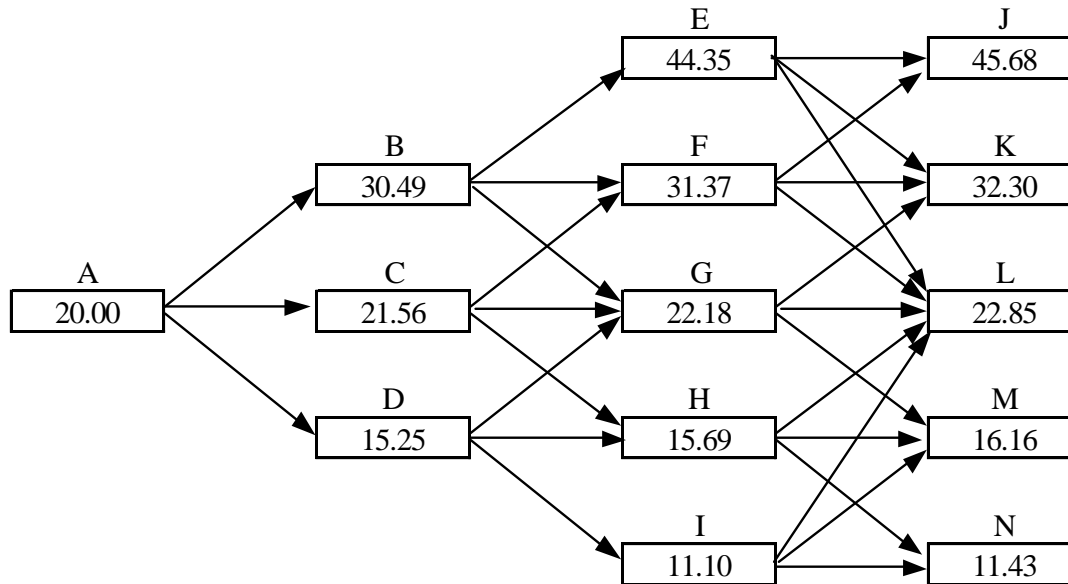 E
44.35
J
45.68
B
30.49
F
31.37
K
32.30
A
20.00
C
21.56
G
22.18
L
22.85
D
15.25
H
15.69
M
16.16
I
11.10
N
11.43